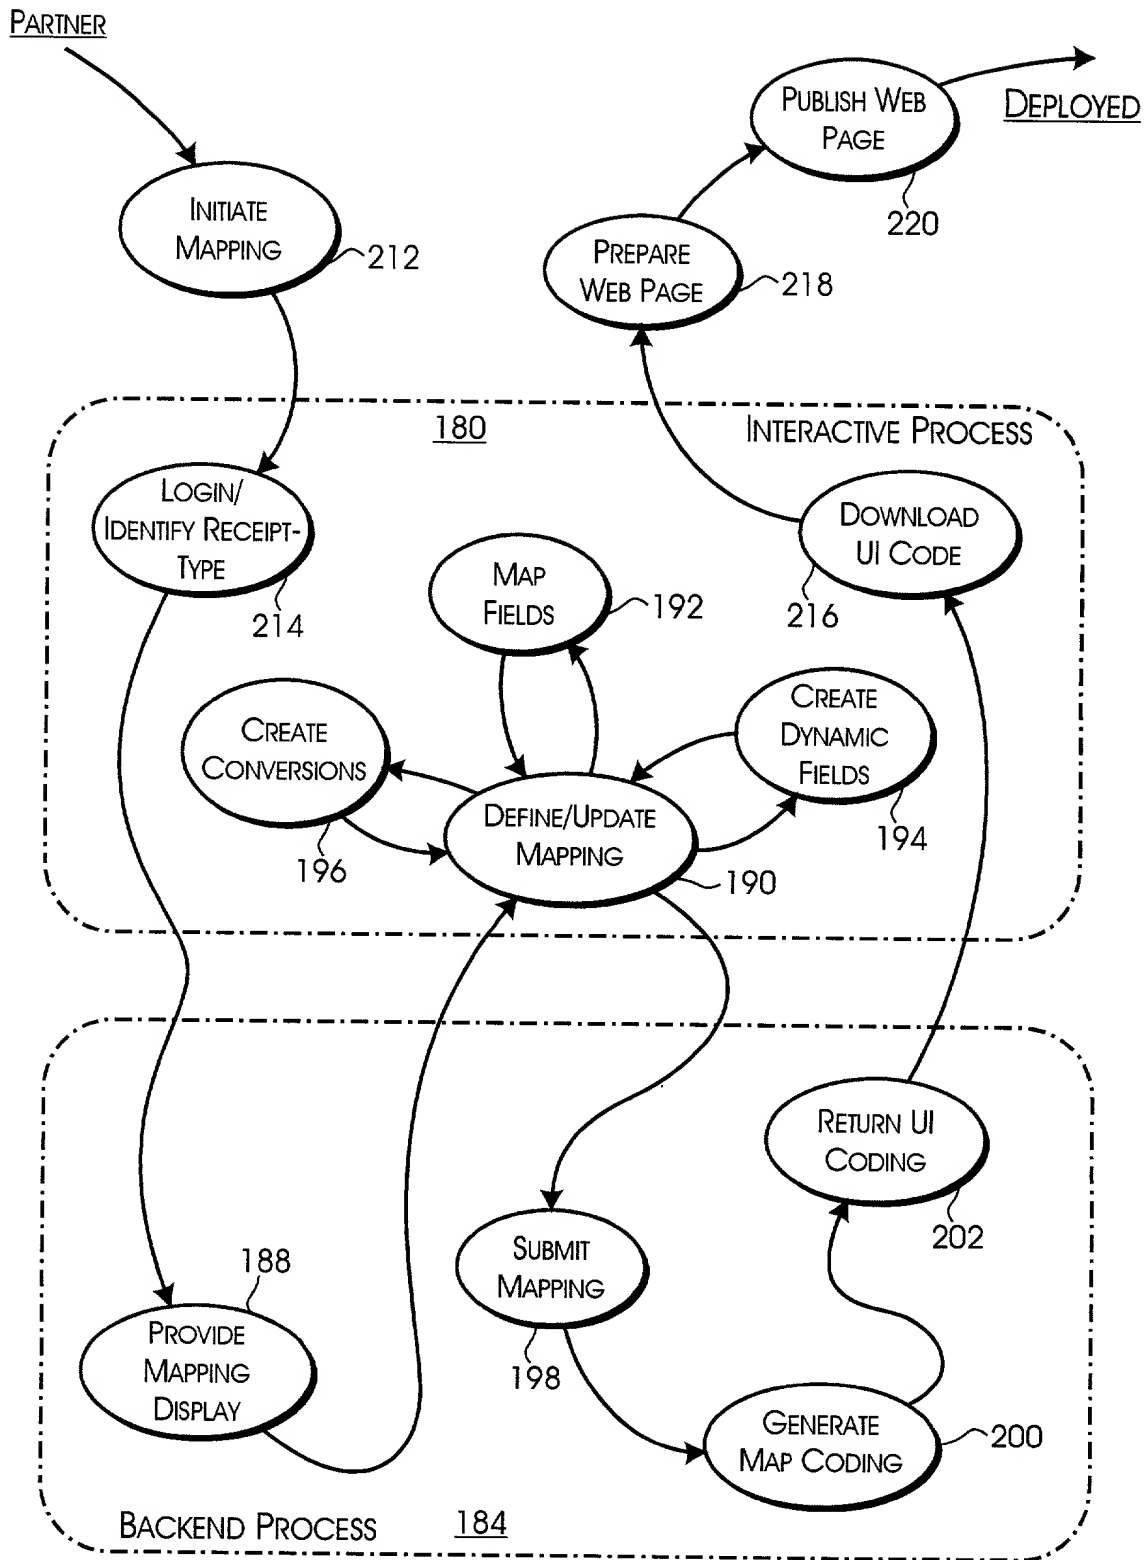 PARTNER
PUBLISH WEB
PAGE
DEPLOYED
220
INITIATE
MAPPING
212
PREPARE
WEB PAGE
218
180
INTERACTIVE PROCESS
LOGIN/
IDENTIFY RECEIPT-
TYPE
214
DOWNLOAD
UI CODE
216
MAP
FIELDS
192
CREATE
CONVERSIONS
196
CREATE
DYNAMIC
FIELDS
194
DEFINE/UPDATE
MAPPING
190
RETURN UI
CODING
202
SUBMIT
MAPPING
198
188
PROVIDE
MAPPING
DISPLAY
GENERATE
MAP CODING
200
BACKEND PROCESS
184